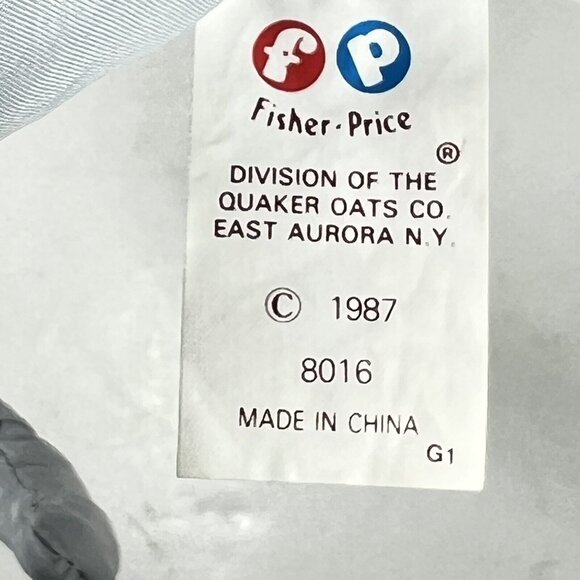 f p
Fisher-Price
®
DIVISION OF THE
QUAKER OATS CO.
EAST AURORA N.Y.
© 1987
8016
MADE IN CHINA
G1